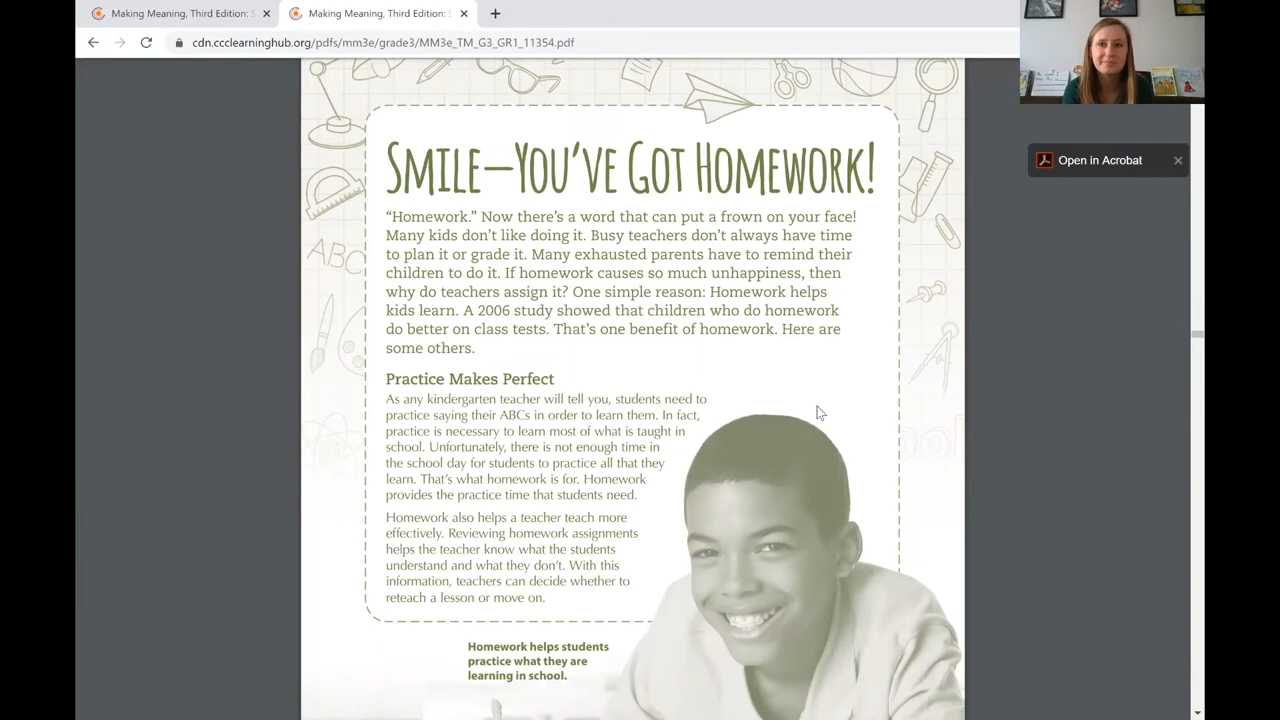 Making Meaning, Third Edition: S
Making Meaning, Third Edition: S
cdn.ccclearninghub.org/pdfs/mm3e/grade3/MM3e_TM_G3_GR1_11354.pdf
Open in Acrobat
ABC
SMILE—YOU'VE GOT HOMEWORK!
“Homework.” Now there’s a word that can put a frown on your face!
Many kids don’t like doing it. Busy teachers don’t always have time
to plan it or grade it. Many exhausted parents have to remind their
children to do it. If homework causes so much unhappiness, then
why do teachers assign it? One simple reason: Homework helps
kids learn. A 2006 study showed that children who do homework
do better on class tests. That’s one benefit of homework. Here are
some others.
Practice Makes Perfect
As any kindergarten teacher will tell you, students need to
practice saying their ABCs in order to learn them. In fact,
practice is necessary to learn most of what is taught in
school. Unfortunately, there is not enough time in
the school day for students to practice all that they
learn. That’s what homework is for. Homework
provides the practice time that students need.
Homework also helps a teacher teach more
effectively. Reviewing homework assignments
helps the teacher know what the students
understand and what they don’t. With this
information, teachers can decide whether to
reteach a lesson or move on.
Homework helps students
practice what they are
learning in school.